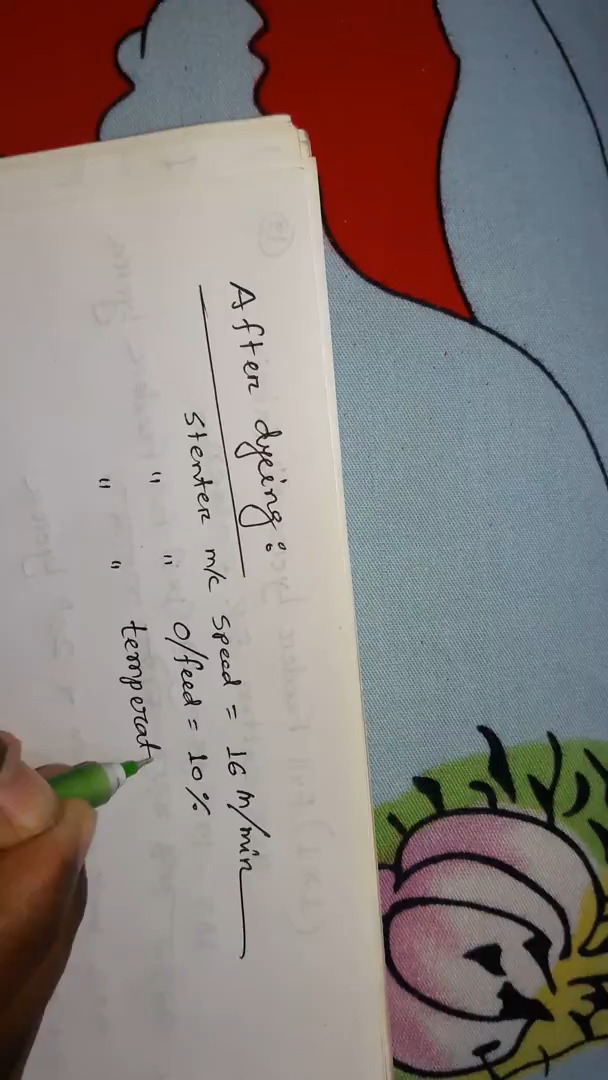 After dyeing:
Stenter m/c speed = 16 m/min
" " O/feed = 10%
" " temperat